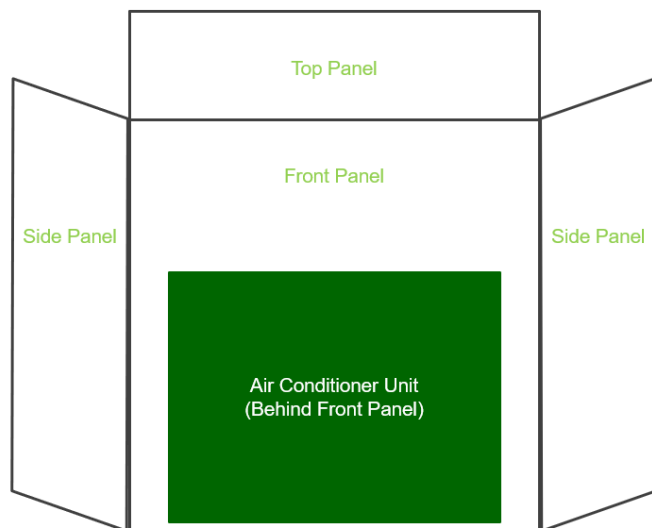 Top Panel
Front Panel
Side Panel
Side Panel
Air Conditioner Unit
(Behind Front Panel)